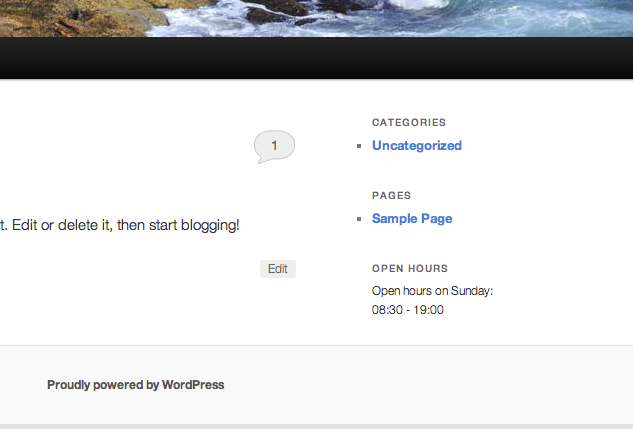 1
t. Edit or delete it, then start blogging!
Edit
CATEGORIES
Uncategorized
PAGES
Sample Page
OPEN HOURS
Open hours on Sunday:
08:30 - 19:00
Proudly powered by WordPress